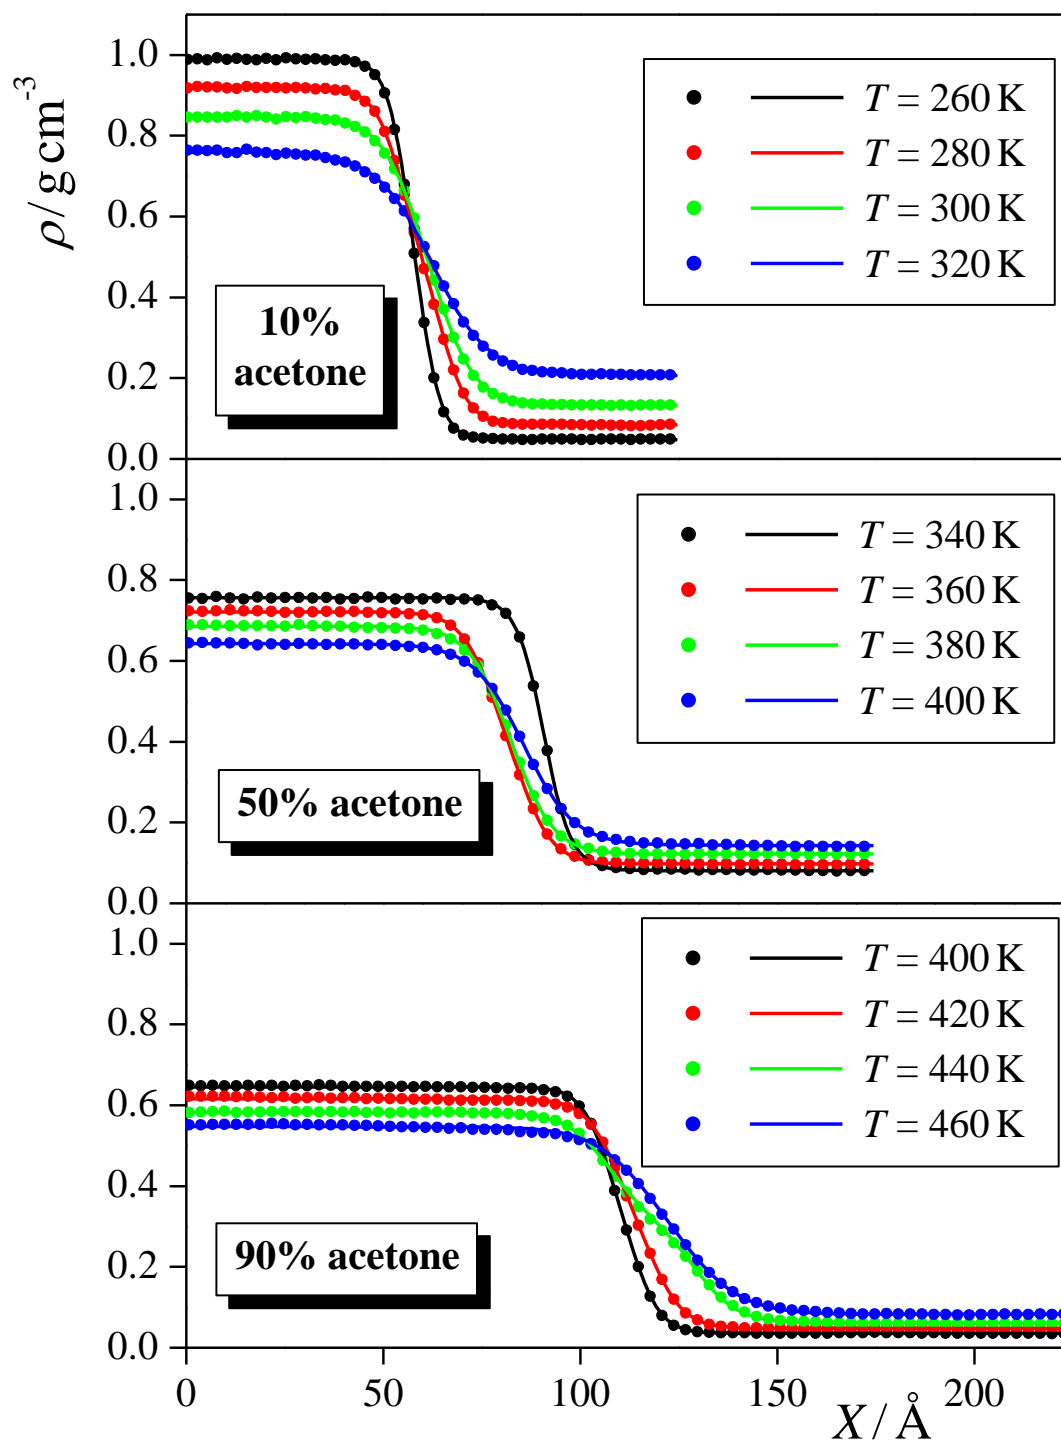 ρ / g cm⁻³
1.0
0.8
0.6
0.4
0.2
0.0
T = 260 K
T = 280 K
T = 300 K
T = 320 K
10%
acetone
1.0
0.8
0.6
0.4
0.2
0.0
T = 340 K
T = 360 K
T = 380 K
T = 400 K
50% acetone
1.0
0.8
0.6
0.4
0.2
0.0
T = 400 K
T = 420 K
T = 440 K
T = 460 K
90% acetone
0 50 100 150 200
X / Å